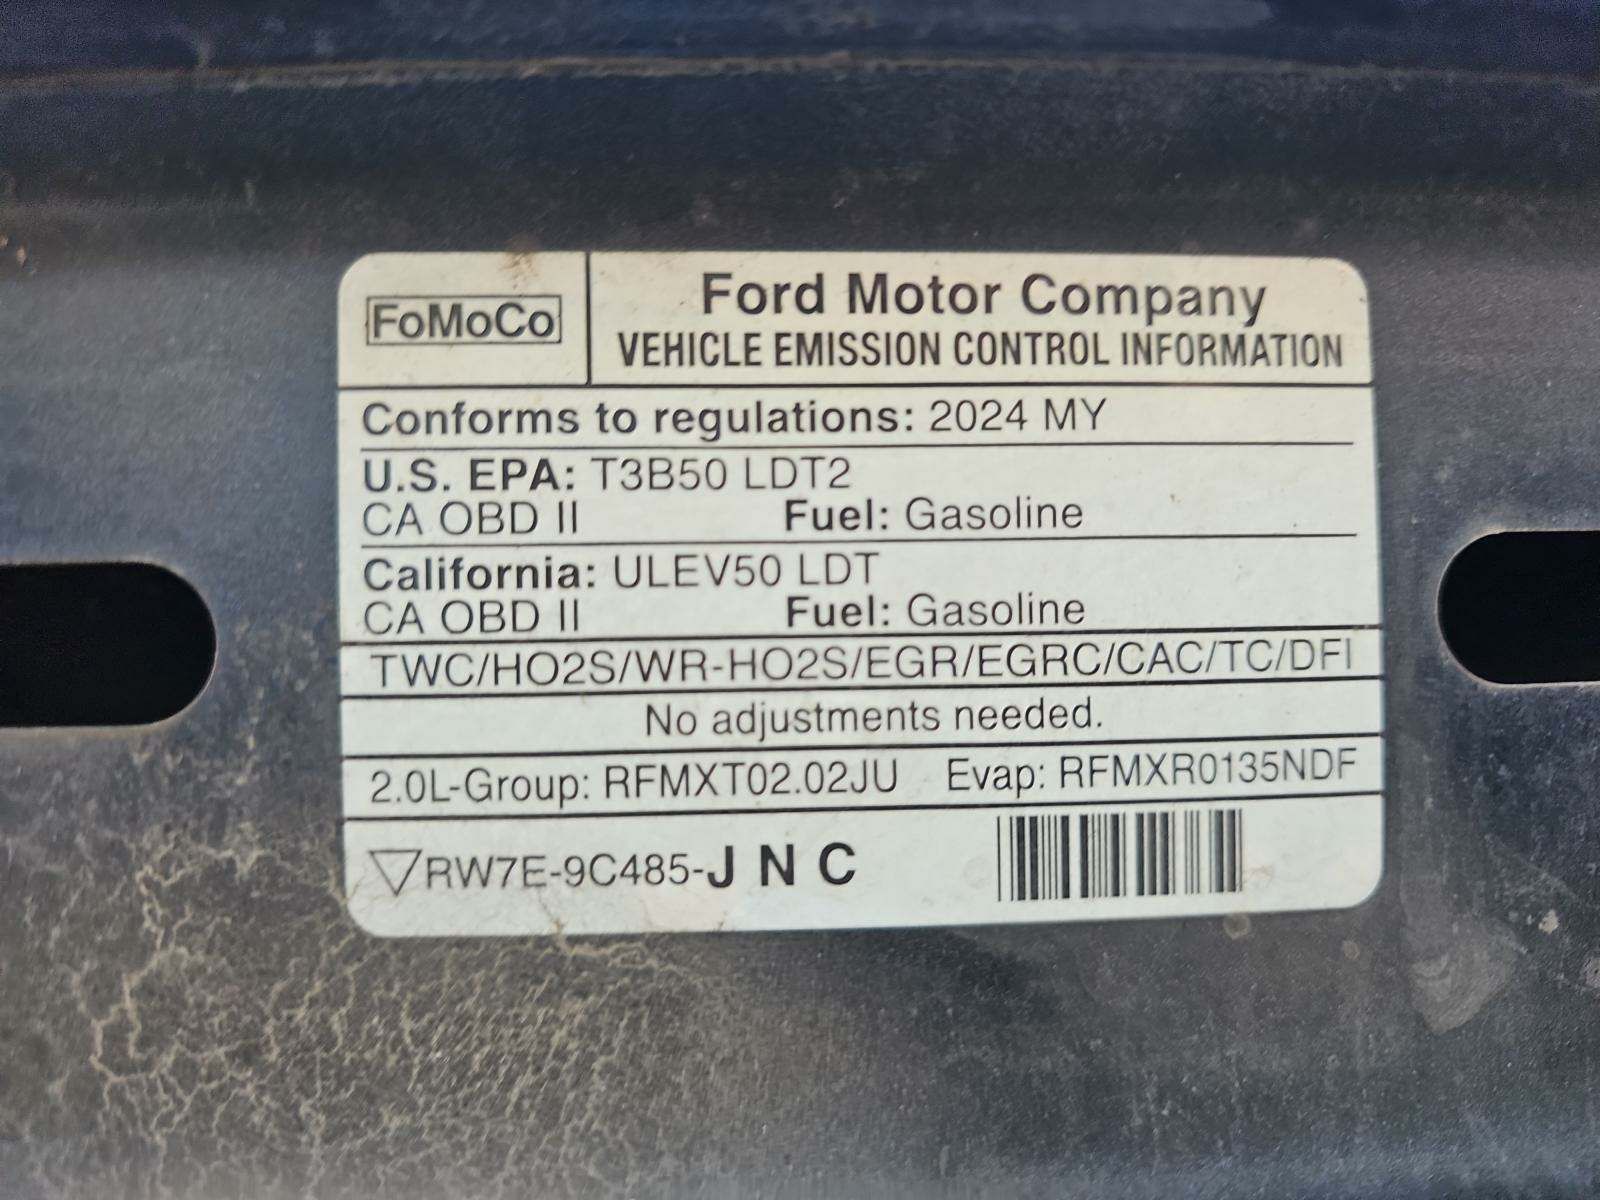 FoMoCo
Ford Motor Company
VEHICLE EMISSION CONTROL INFORMATION
Conforms to regulations: 2024 MY
U.S. EPA: T3B50 LDT2
CA OBD II Fuel: Gasoline
California: ULEV50 LDT
CA OBD II Fuel: Gasoline
TWC/HO2S/WR-HO2S/EGR/EGRC/CAC/TC/DFI
No adjustments needed.
2.0L-Group: RFMXT02.02JU Evap: RFMXR0135NDF
RW7E-9C485-J N C